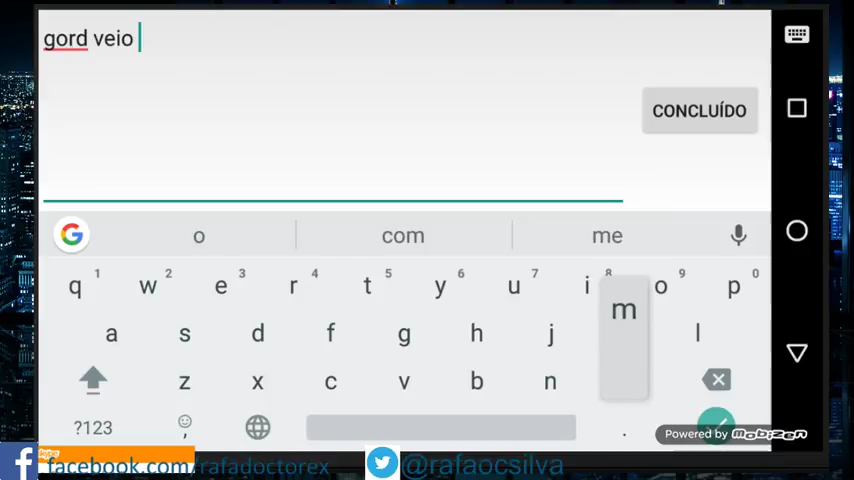 gord veio
CONCLUÍDO
o com me
1 2 3 4 5 6 7 8 9 0
q w e r t y u i o p
m
a s d f g h j l
z x c v b n
?123 , .
Powered by mobizen
skype
facebook.com/rafadoctorex @rafaocsilva